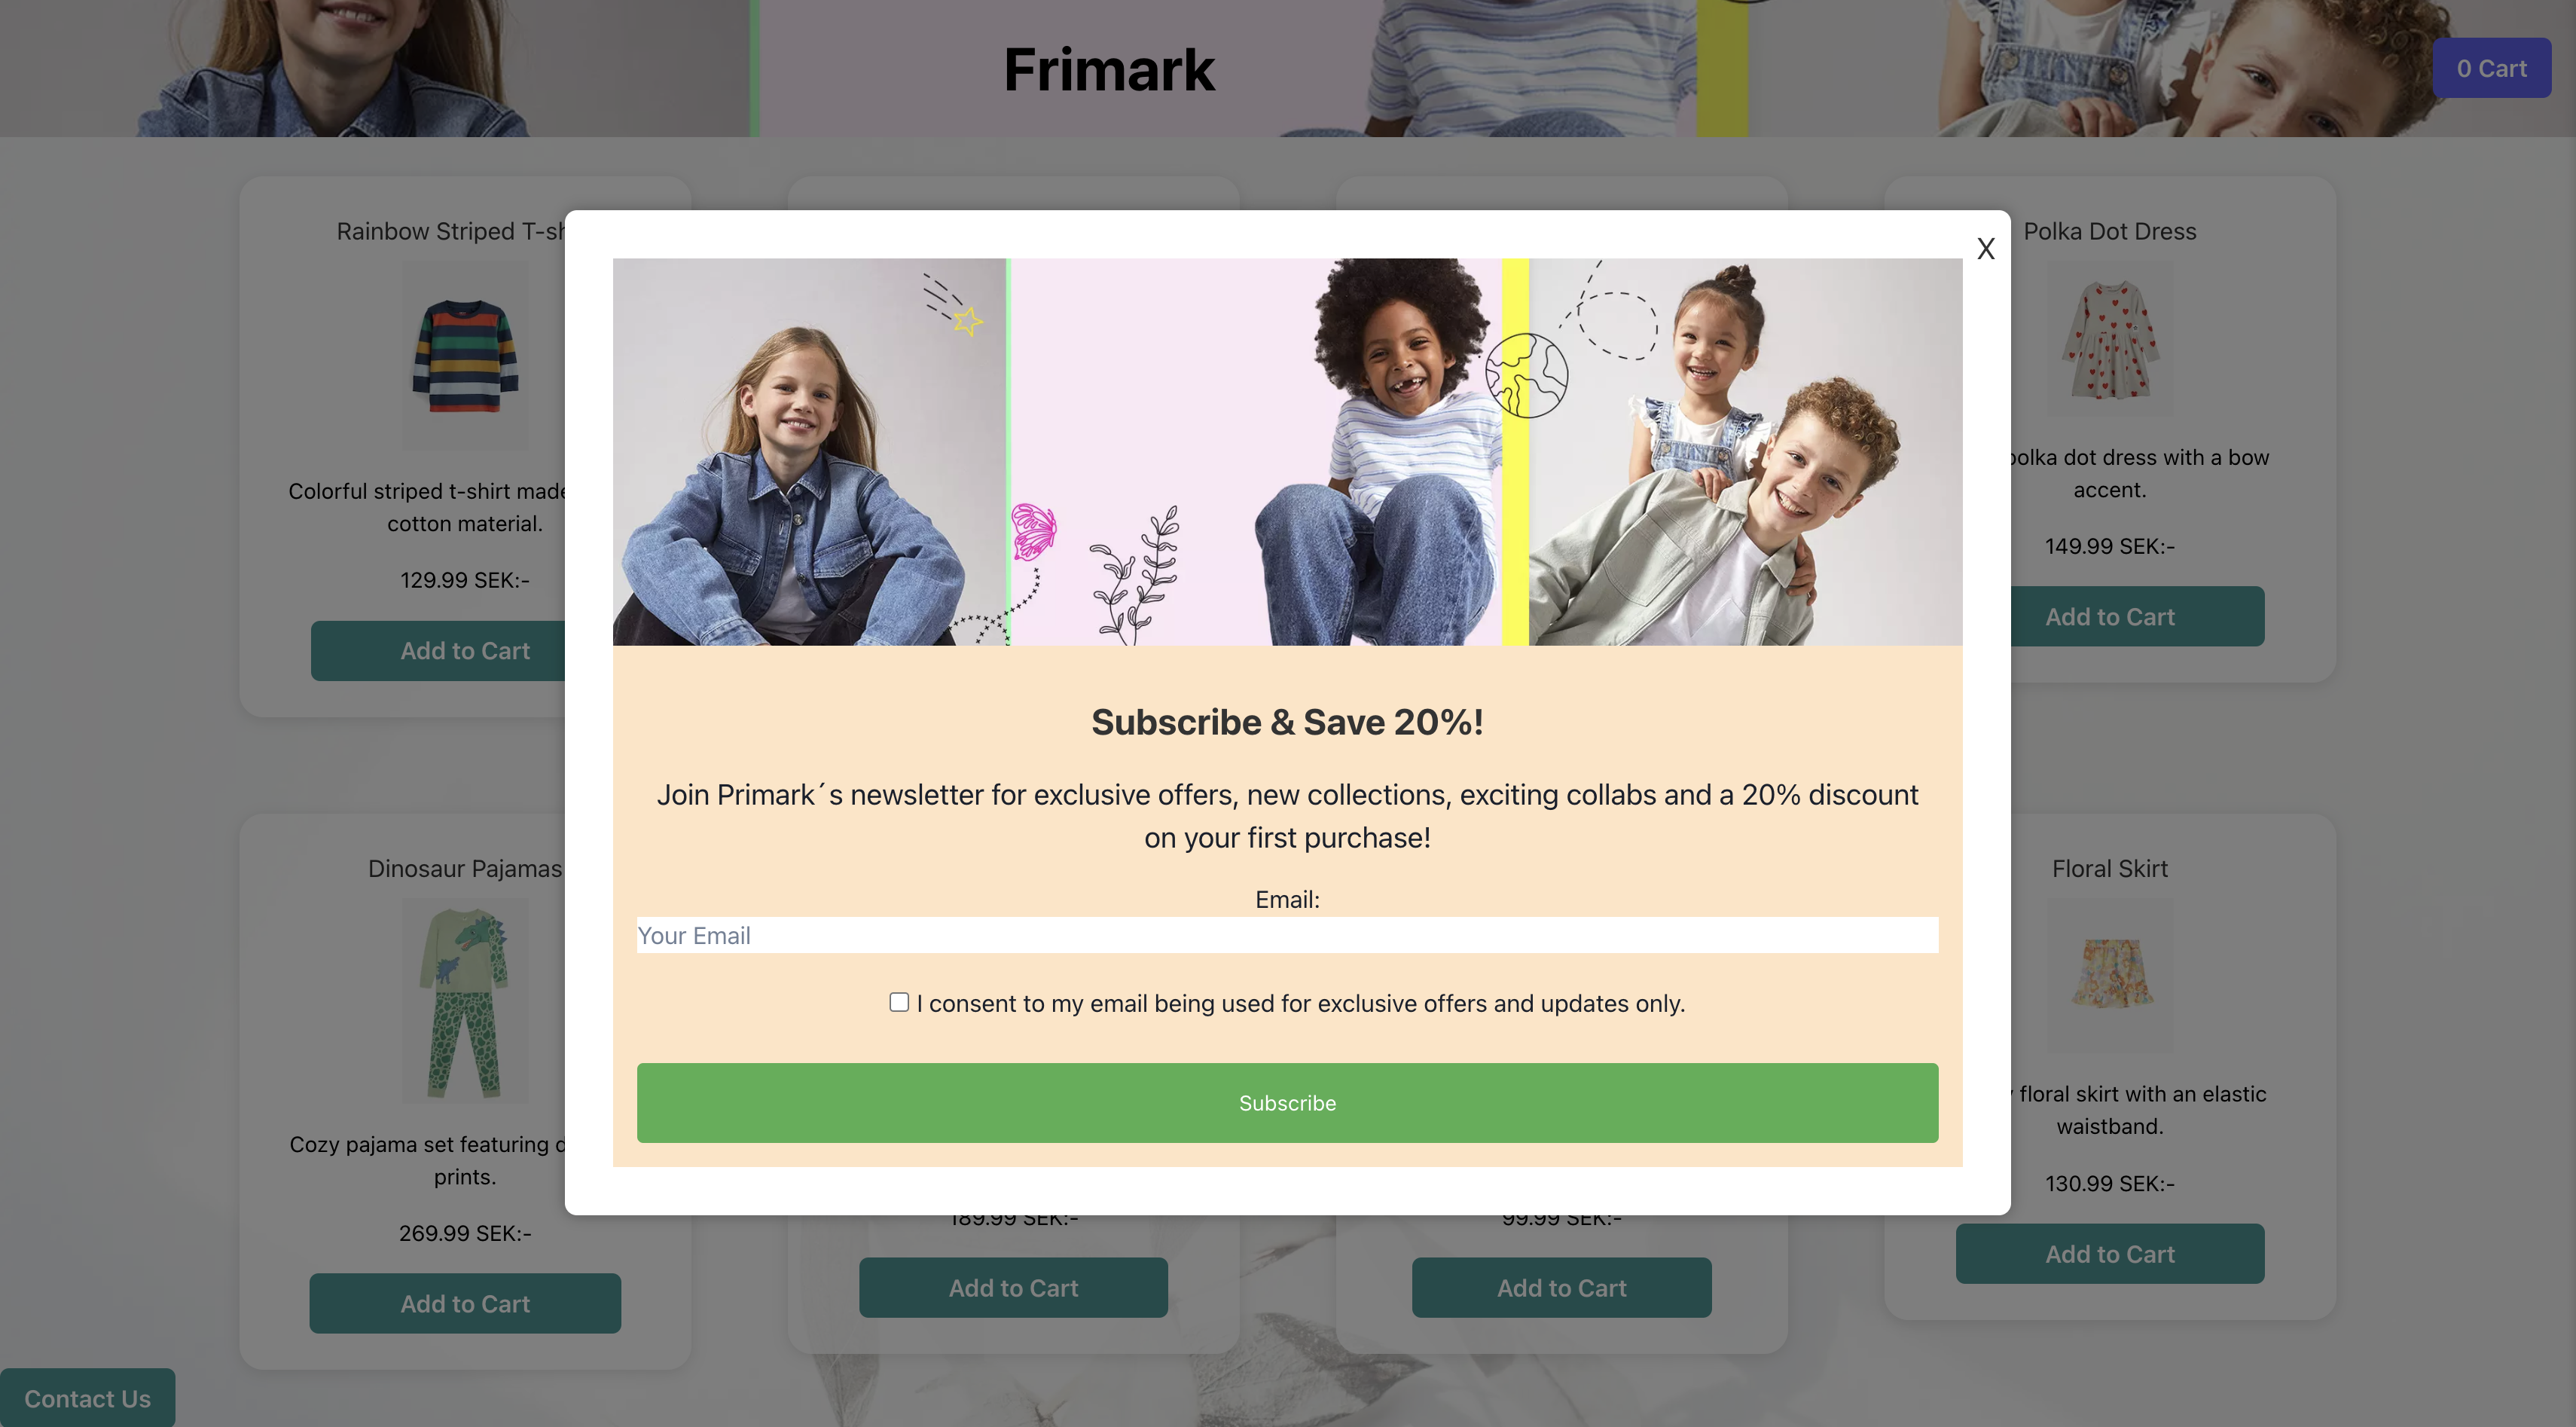 Frimark
0 Cart
X
Subscribe & Save 20%!
Join Primark´s newsletter for exclusive offers, new collections, exciting collabs and a 20% discount
on your first purchase!
Email:
Your Email
I consent to my email being used for exclusive offers and updates only.
Subscribe
Rainbow Striped
Colorful striped t-shirt made
cotton material.
129.99 SEK:-
Add to Cart
Polka Dot Dress
polka dot dress with a bow
accent.
149.99 SEK:-
Add to Cart
Dinosaur Pajamas
Cozy pajama set featuring
prints.
269.99 SEK:-
Add to Cart
189.99 SEK:-
Add to Cart
99.99 SEK:-
Add to Cart
Floral Skirt
floral skirt with an elastic
waistband.
130.99 SEK:-
Add to Cart
Contact Us